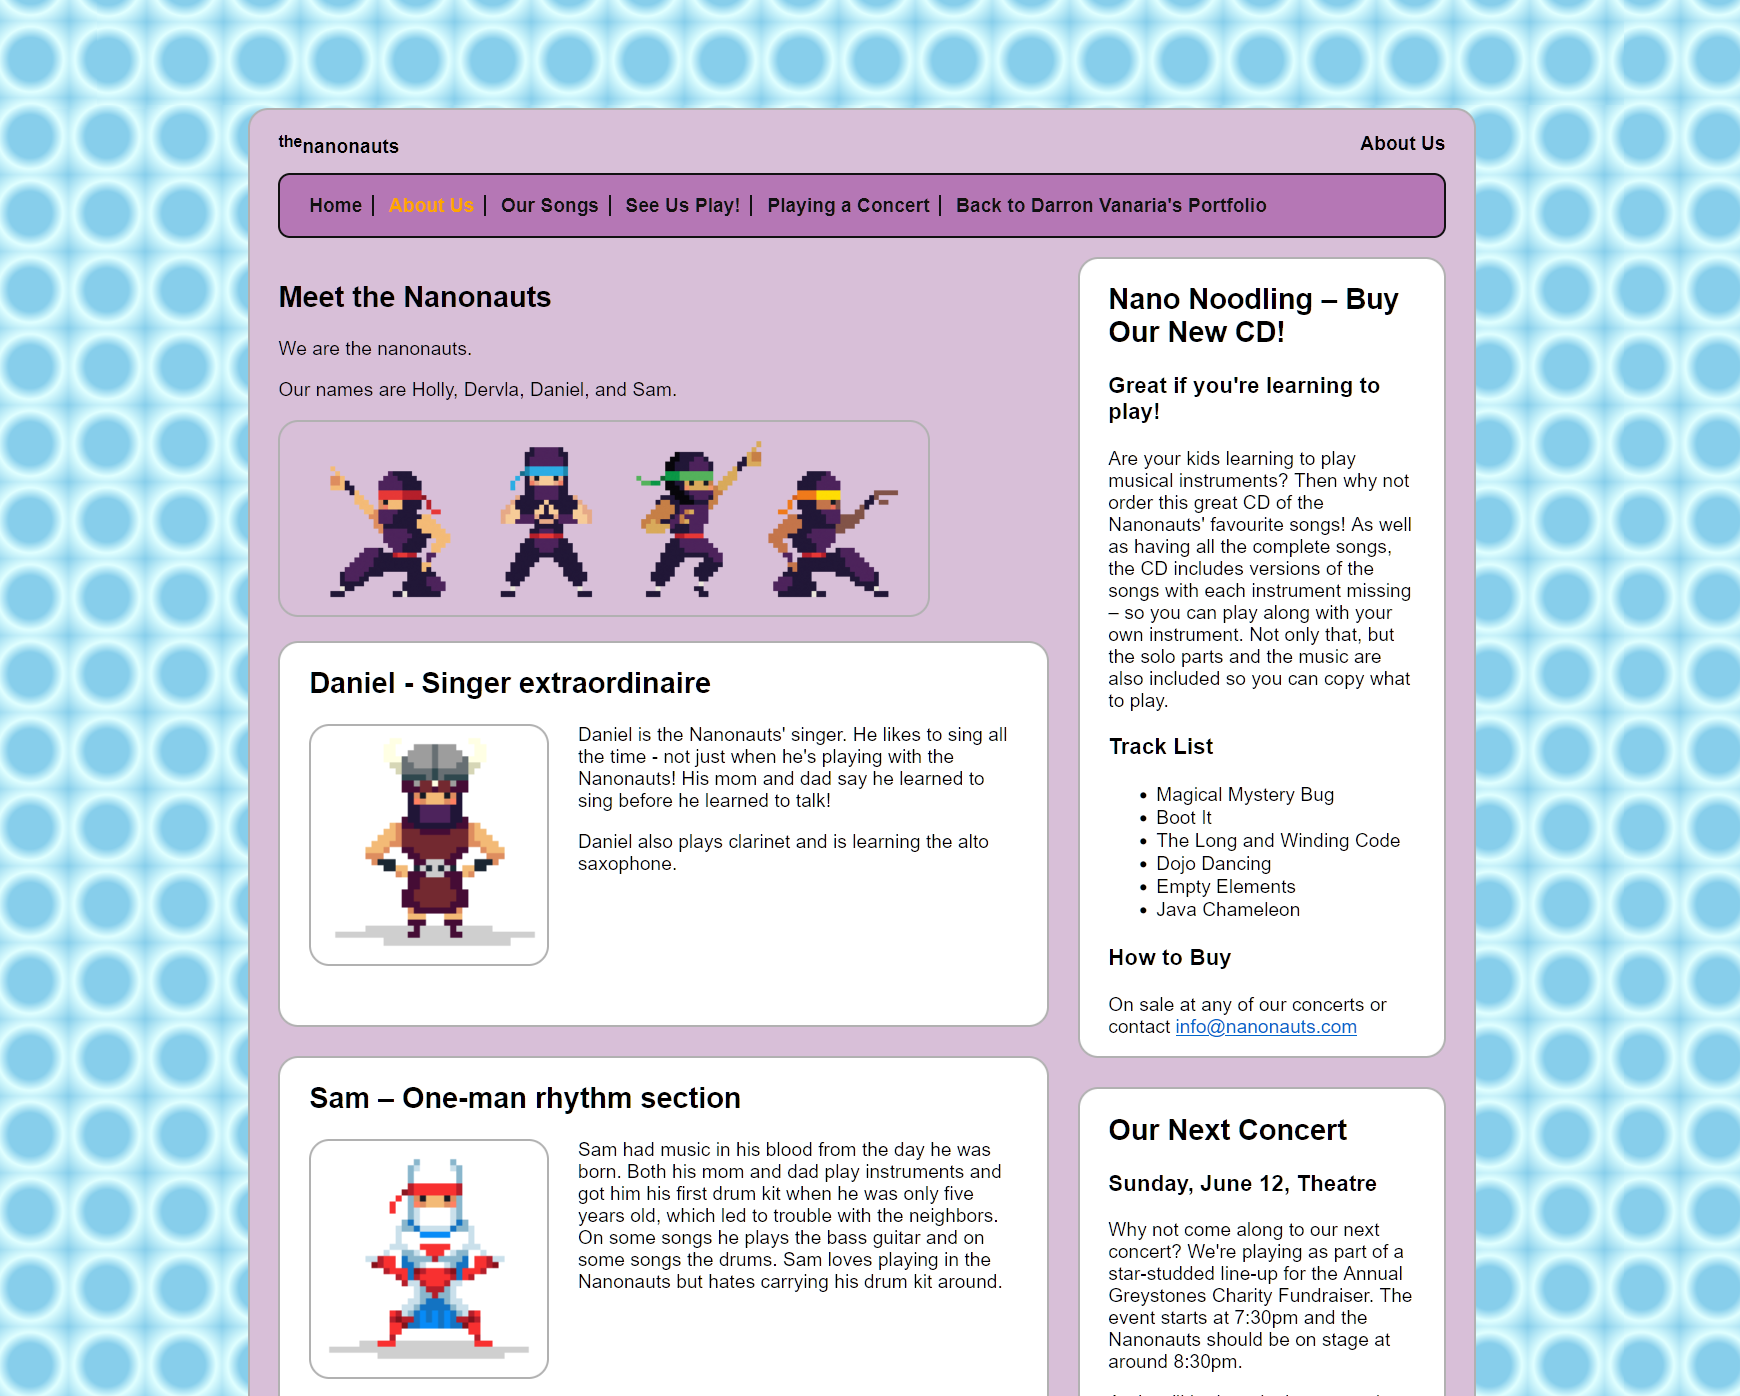 thenanonauts
About Us
Home
About Us
Our Songs
See Us Play!
Playing a Concert
Back to Darron Vanaria's Portfolio
Meet the Nanonauts
We are the nanonauts.
Our names are Holly, Dervla, Daniel, and Sam.
Daniel - Singer extraordinaire
Daniel is the Nanonauts' singer. He likes to sing all
the time - not just when he's playing with the
Nanonauts! His mom and dad say he learned to
sing before he learned to talk!
Daniel also plays clarinet and is learning the alto
saxophone.
Sam – One-man rhythm section
Sam had music in his blood from the day he was
born. Both his mom and dad play instruments and
got him his first drum kit when he was only five
years old, which led to trouble with the neighbors.
On some songs he plays the bass guitar and on
some songs the drums. Sam loves playing in the
Nanonauts but hates carrying his drum kit around.
Nano Noodling – Buy
Our New CD!
Great if you're learning to
play!
Are your kids learning to play
musical instruments? Then why not
order this great CD of the
Nanonauts' favourite songs! As well
as having all the complete songs,
the CD includes versions of the
songs with each instrument missing
– so you can play along with your
own instrument. Not only that, but
the solo parts and the music are
also included so you can copy what
to play.
Track List
• Magical Mystery Bug
• Boot It
• The Long and Winding Code
• Dojo Dancing
• Empty Elements
• Java Chameleon
How to Buy
On sale at any of our concerts or
contact info@nanonauts.com
Our Next Concert
Sunday, June 12, Theatre
Why not come along to our next
concert? We're playing as part of a
star-studded line-up for the Annual
Greystones Charity Fundraiser. The
event starts at 7:30pm and the
Nanonauts should be on stage at
around 8:30pm.